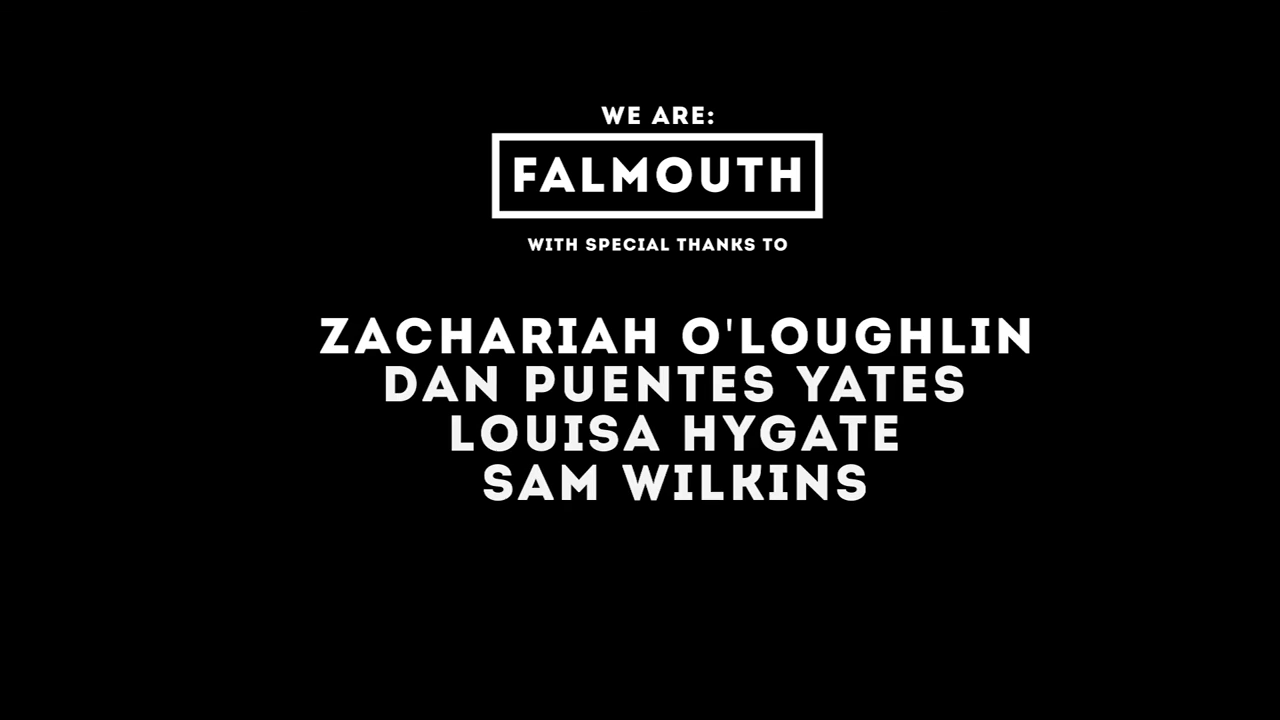 WE ARE:
FALMOUTH
WITH SPECIAL THANKS TO
ZACHARIAH O'LOUGHLIN
DAN PUENTES YATES
LOUISA HYGATE
SAM WILKINS